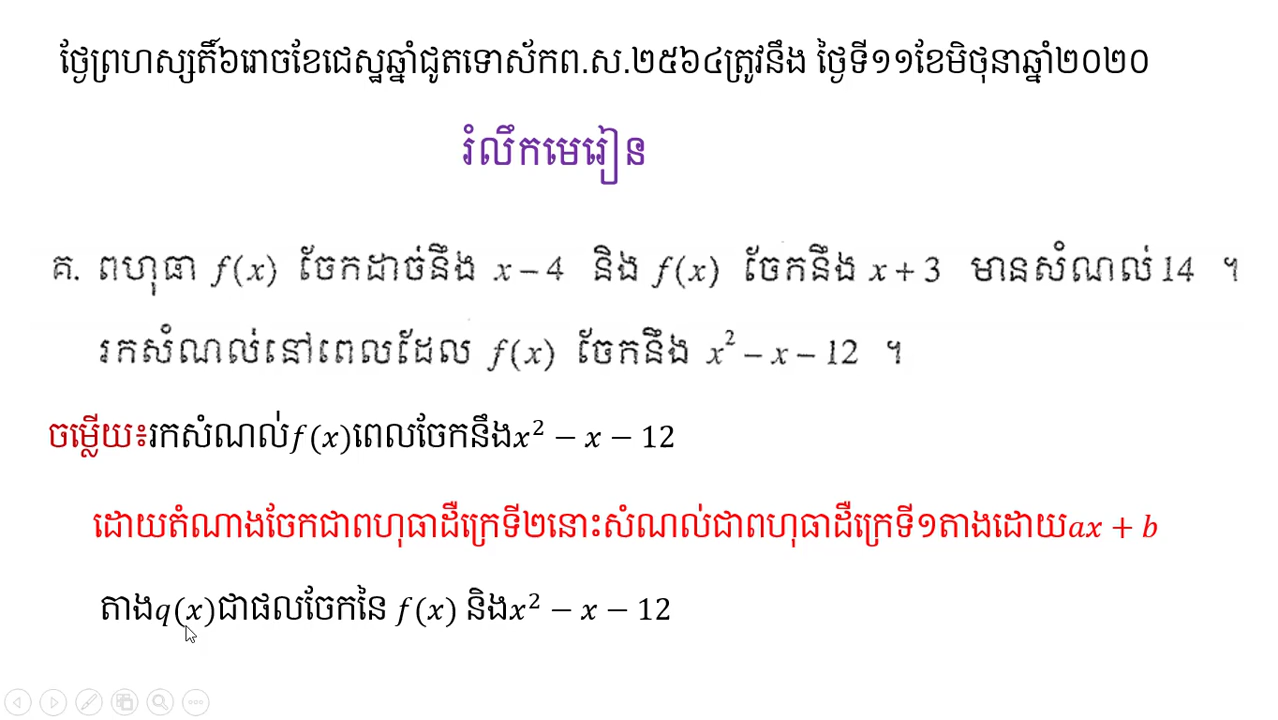 ថ្ងៃព្រហស្សតិ៍៦រោចខែជេស្ឋឆ្នាំជូតទោស័កព.ស.២៥៦៤ត្រូវនឹង ថ្ងៃទី១១ខែមិថុនាឆ្នាំ២០២០
រំលឹកមេរៀន
គ. ពហុធា f(x) ចែកដាច់នឹង x – 4 និង f(x) ចែកនឹង x + 3 មានសំណល់ 14 ។
រកសំណល់នៅពេលដែល f(x) ចែកនឹង x² – x – 12 ។
ចម្លើយ៖រកសំណល់f(x)ពេលចែកនឹងx² − x − 12
ដោយតំណាងចែកជាពហុធាដឺក្រេទី២នោះសំណល់ជាពហុធាដឺក្រេទី១តាងដោយax + b
តាងq(x)ជាផលចែកនៃ f(x) និងx² − x − 12